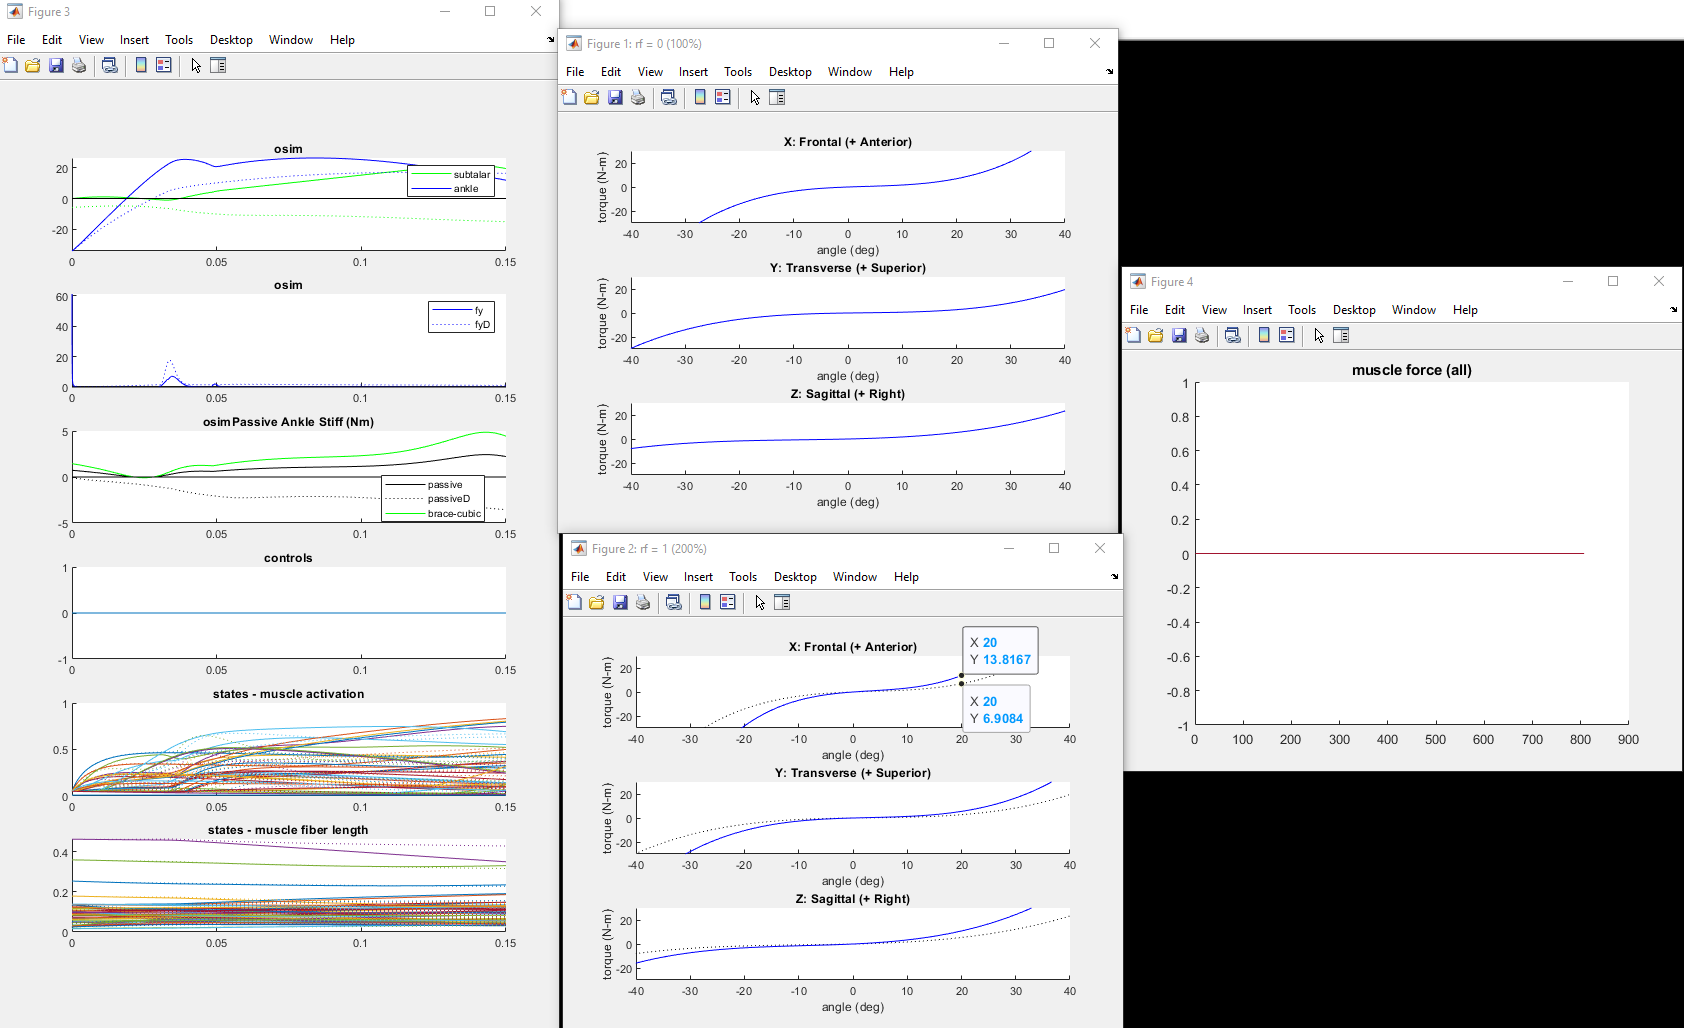 Figure 3
File Edit View Insert Tools Desktop Window Help
osim
20
0
-20
subtalar
ankle
0 0.05 0.1 0.15
osim
60
40
20
0
fy
fyD
0 0.05 0.1 0.15
osimPassive Ankle Stiff (Nm)
5
0
-5
passive
passiveD
brace-cubic
0 0.05 0.1 0.15
controls
1
0
-1
0 0.05 0.1 0.15
states - muscle activation
1
0.5
0
0 0.05 0.1 0.15
states - muscle fiber length
0.4
0.2
0
0 0.05 0.1 0.15
Figure 1: rf = 0 (100%)
File Edit View Insert Tools Desktop Window Help
X: Frontal (+ Anterior)
torque (N-m)
20
0
-20
-40 -30 -20 -10 0 10 20 30 40
angle (deg)
Y: Transverse (+ Superior)
torque (N-m)
20
0
-20
-40 -30 -20 -10 0 10 20 30 40
angle (deg)
Z: Sagittal (+ Right)
torque (N-m)
20
0
-20
-40 -30 -20 -10 0 10 20 30 40
angle (deg)
Figure 2: rf = 1 (200%)
File Edit View Insert Tools Desktop Window Help
X: Frontal (+ Anterior)
torque (N-m)
20
0
-20
X 20
Y 13.8167
X 20
Y 6.9084
-40 -30 -20 -10 0 10 20 30 40
angle (deg)
Y: Transverse (+ Superior)
torque (N-m)
20
0
-20
-40 -30 -20 -10 0 10 20 30 40
angle (deg)
Z: Sagittal (+ Right)
torque (N-m)
20
0
-20
-40 -30 -20 -10 0 10 20 30 40
angle (deg)
Figure 4
File Edit View Insert Tools Desktop Window Help
muscle force (all)
1
0.8
0.6
0.4
0.2
0
-0.2
-0.4
-0.6
-0.8
-1
0 100 200 300 400 500 600 700 800 900